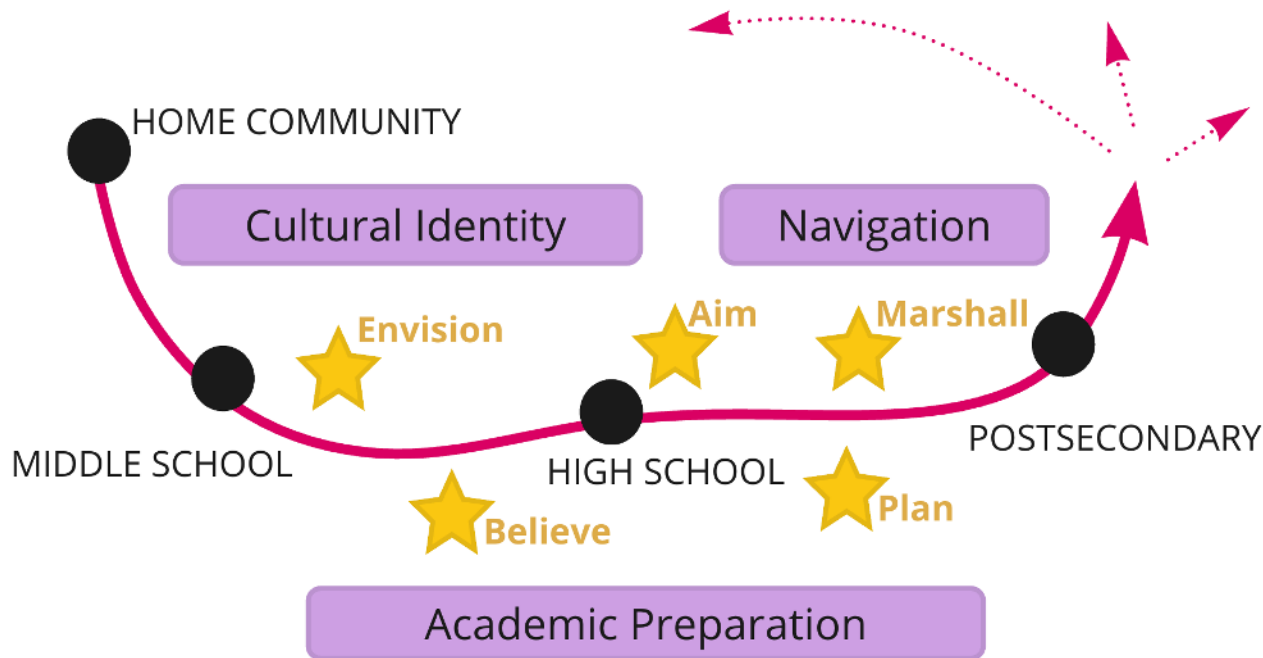 HOME COMMUNITY
Cultural Identity
Navigation
Envision
Aim
Marshall
MIDDLE SCHOOL
HIGH SCHOOL
POSTSECONDARY
Believe
Plan
Academic Preparation